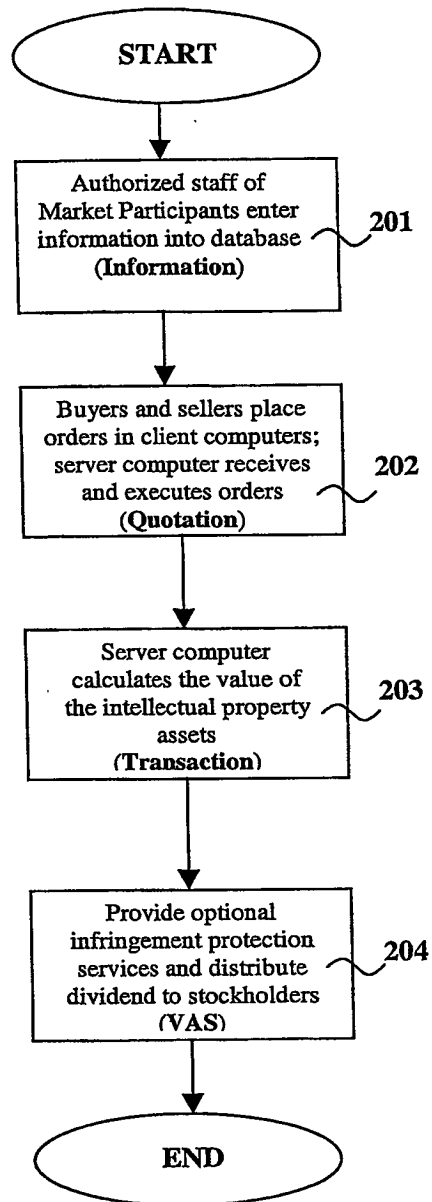 START
Authorized staff of
Market Participants enter
information into database
(Information)
201
Buyers and sellers place
orders in client computers;
server computer receives
and executes orders
(Quotation)
202
Server computer
calculates the value of
the intellectual property
assets
(Transaction)
203
Provide optional
infringement protection
services and distribute
dividend to stockholders
(VAS)
204
END